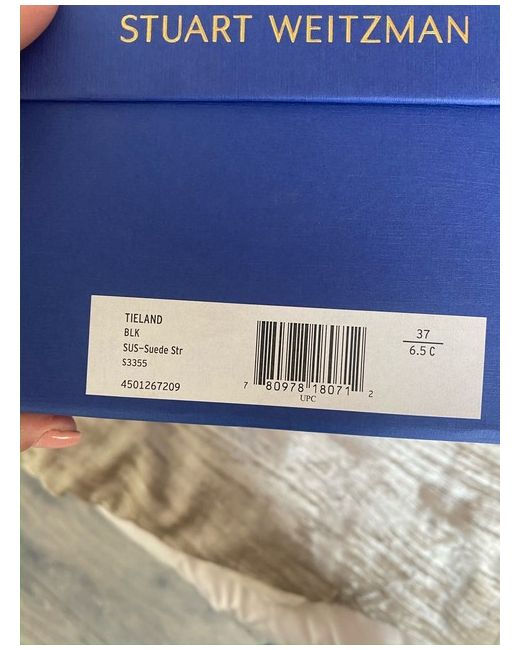 STUART WEITZMAN
TIELAND
BLK
SUS-Suede Str
S3355
4501267209
7 80978 18071 2
UPC
37
6.5 C